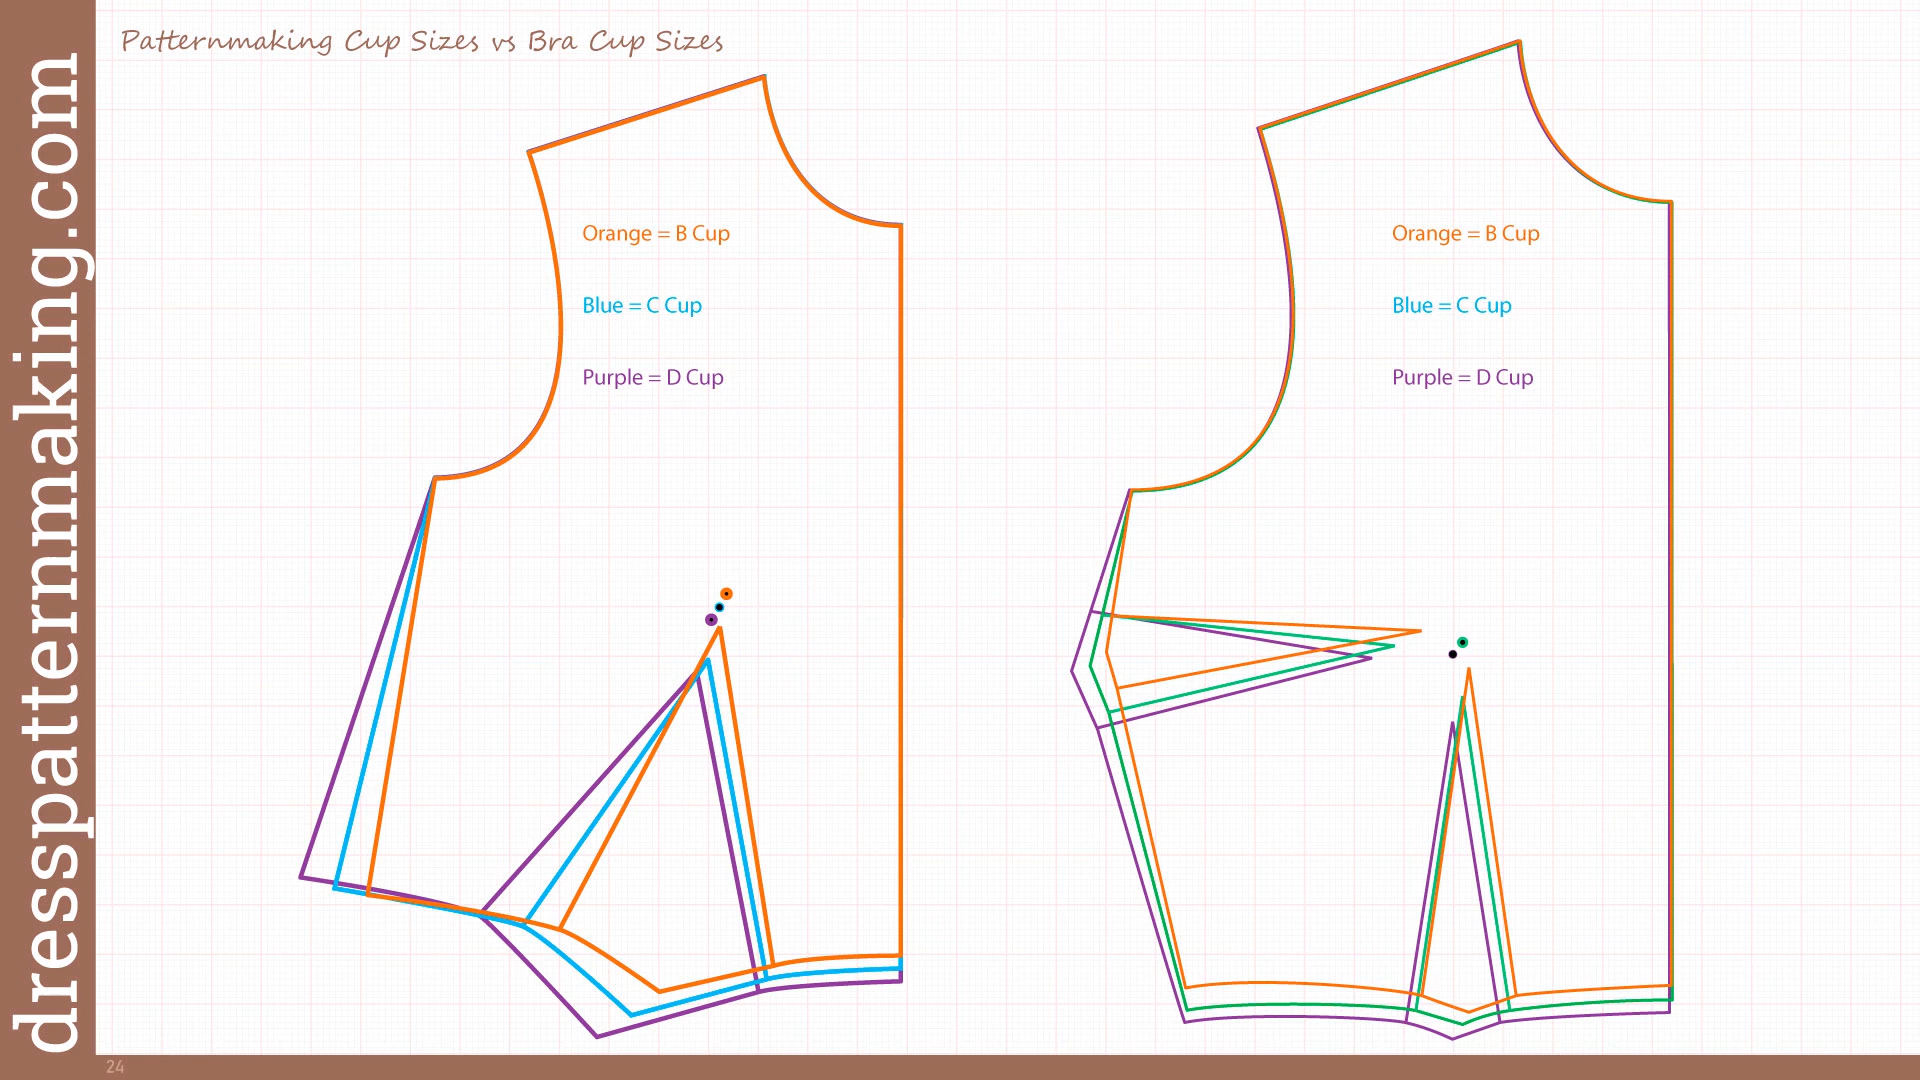 dresspatternmaking.com
Patternmaking Cup Sizes vs Bra Cup Sizes
Orange = B Cup
Blue = C Cup
Purple = D Cup
Orange = B Cup
Blue = C Cup
Purple = D Cup
24